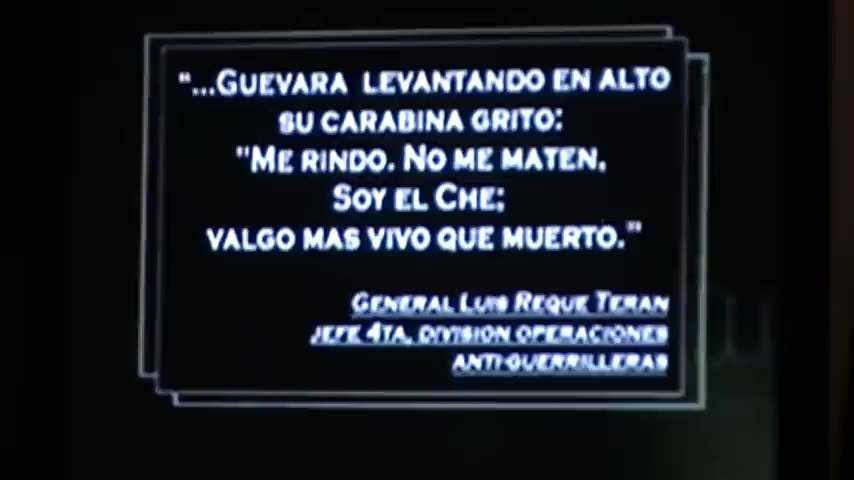 "...GUEVARA LEVANTANDO EN ALTO
SU CARABINA GRITO:
"ME RINDO. NO ME MATEN.
SOY EL CHE;
VALGO MAS VIVO QUE MUERTO."
GENERAL LUIS REQUE TERAN
JEFE 4TA. DIVISION OPERACIONES
ANTI-GUERRILLERAS